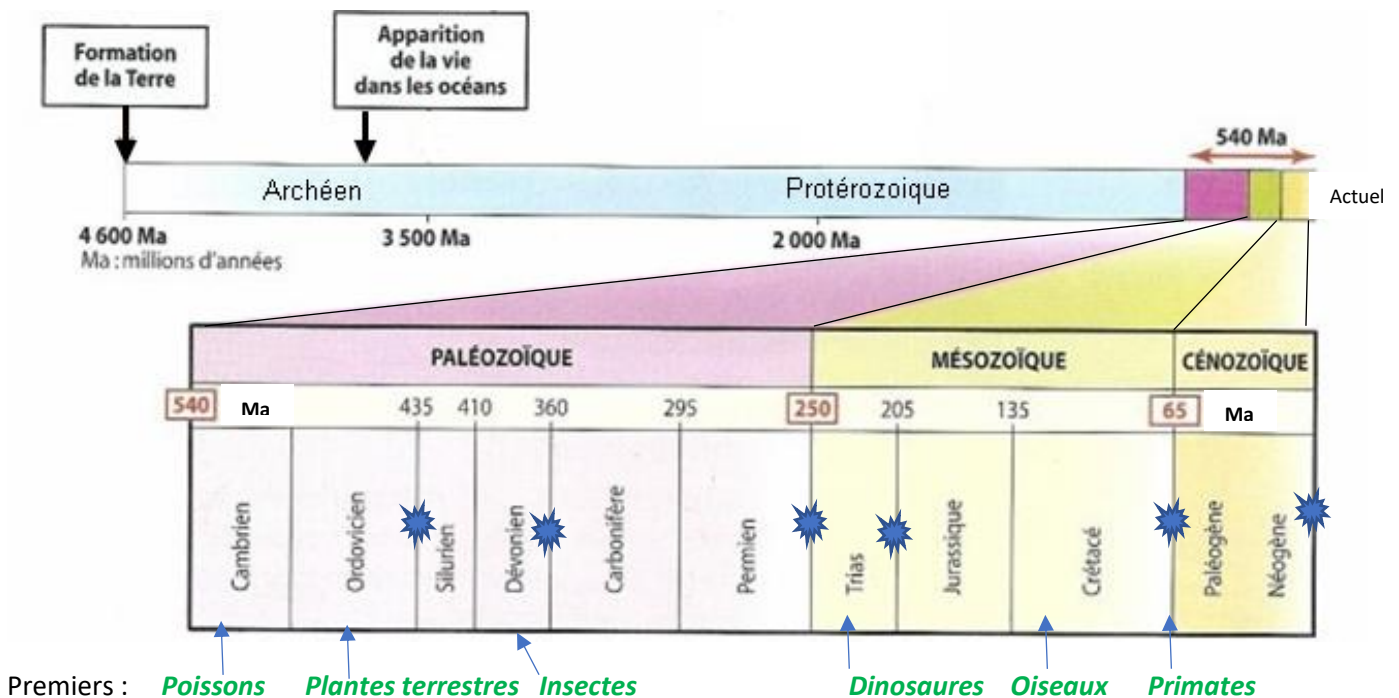 Formation
de la Terre
Apparition
de la vie
dans les océans
540 Ma
Archéen
Protérozoique
Actuel
4 600 Ma
3 500 Ma
2 000 Ma
Ma : millions d'années
PALÉOZOÏQUE
MÉSOZOÏQUE
CÉNOZOÏQUE
540 Ma 435 410 360 295 250 205 135 65 Ma
Cambrien
Ordovicien
Silurien
Dévonien
Carbonifère
Permien
Trias
Jurassique
Crétacé
Paléogène
Néogène
Premiers : Poissons Plantes terrestres Insectes Dinosaures Oiseaux Primates